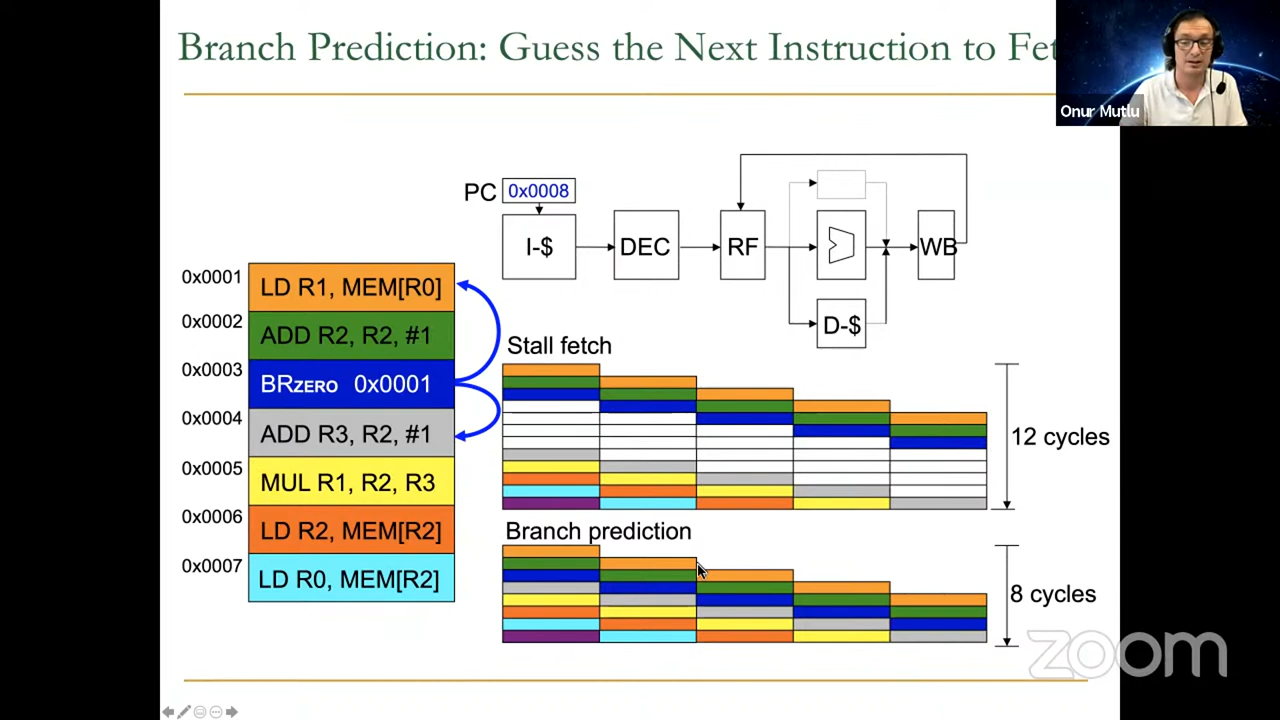 Branch Prediction: Guess the Next Instruction to Fet
Onur Mutlu
PC 0x0008
I-$
DEC
RF
WB
D-$
0x0001 LD R1, MEM[R0]
0x0002 ADD R2, R2, #1
0x0003 BRZERO 0x0001
0x0004 ADD R3, R2, #1
0x0005 MUL R1, R2, R3
0x0006 LD R2, MEM[R2]
0x0007 LD R0, MEM[R2]
Stall fetch
12 cycles
Branch prediction
8 cycles
zoom